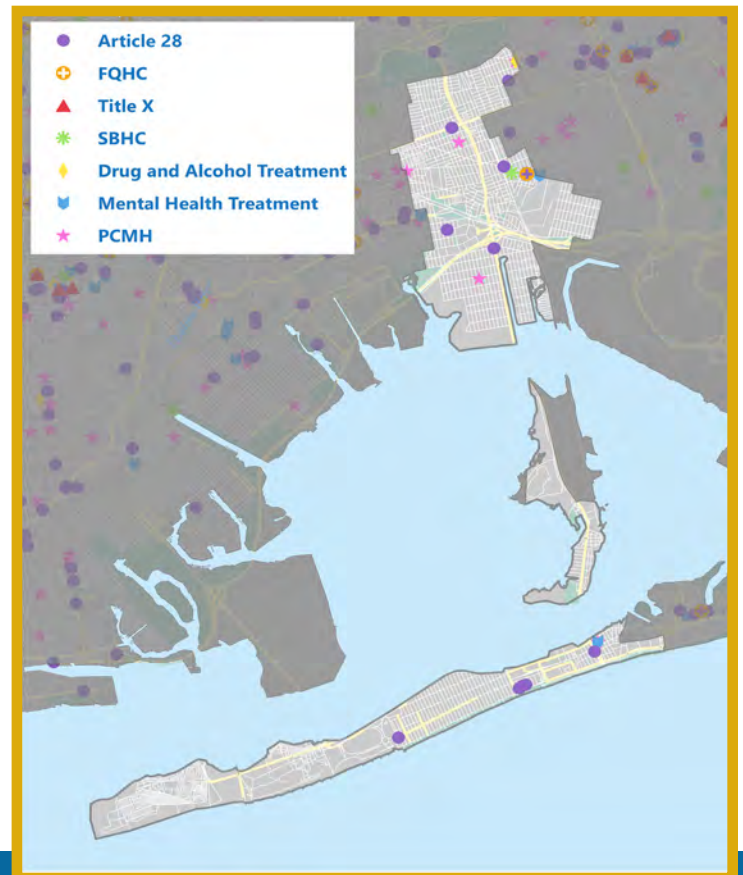 Article 28
FQHC
Title X
SBHC
Drug and Alcohol Treatment
Mental Health Treatment
PCMH